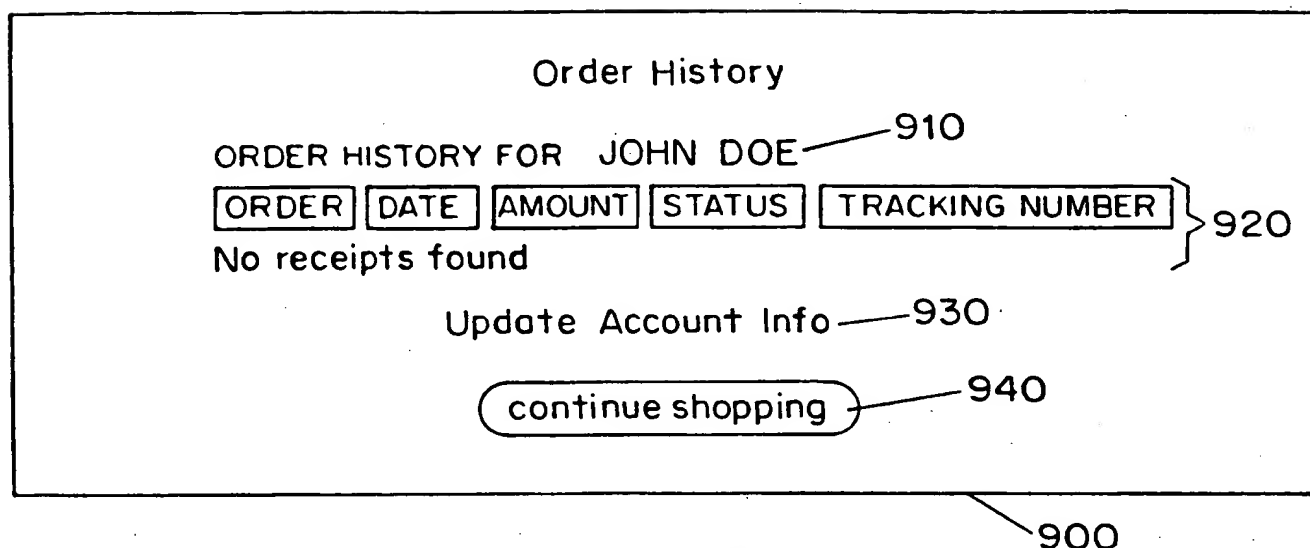 Order History
ORDER HISTORY FOR JOHN DOE 910
ORDER DATE AMOUNT STATUS TRACKING NUMBER 920
No receipts found
Update Account Info 930
continue shopping 940
900